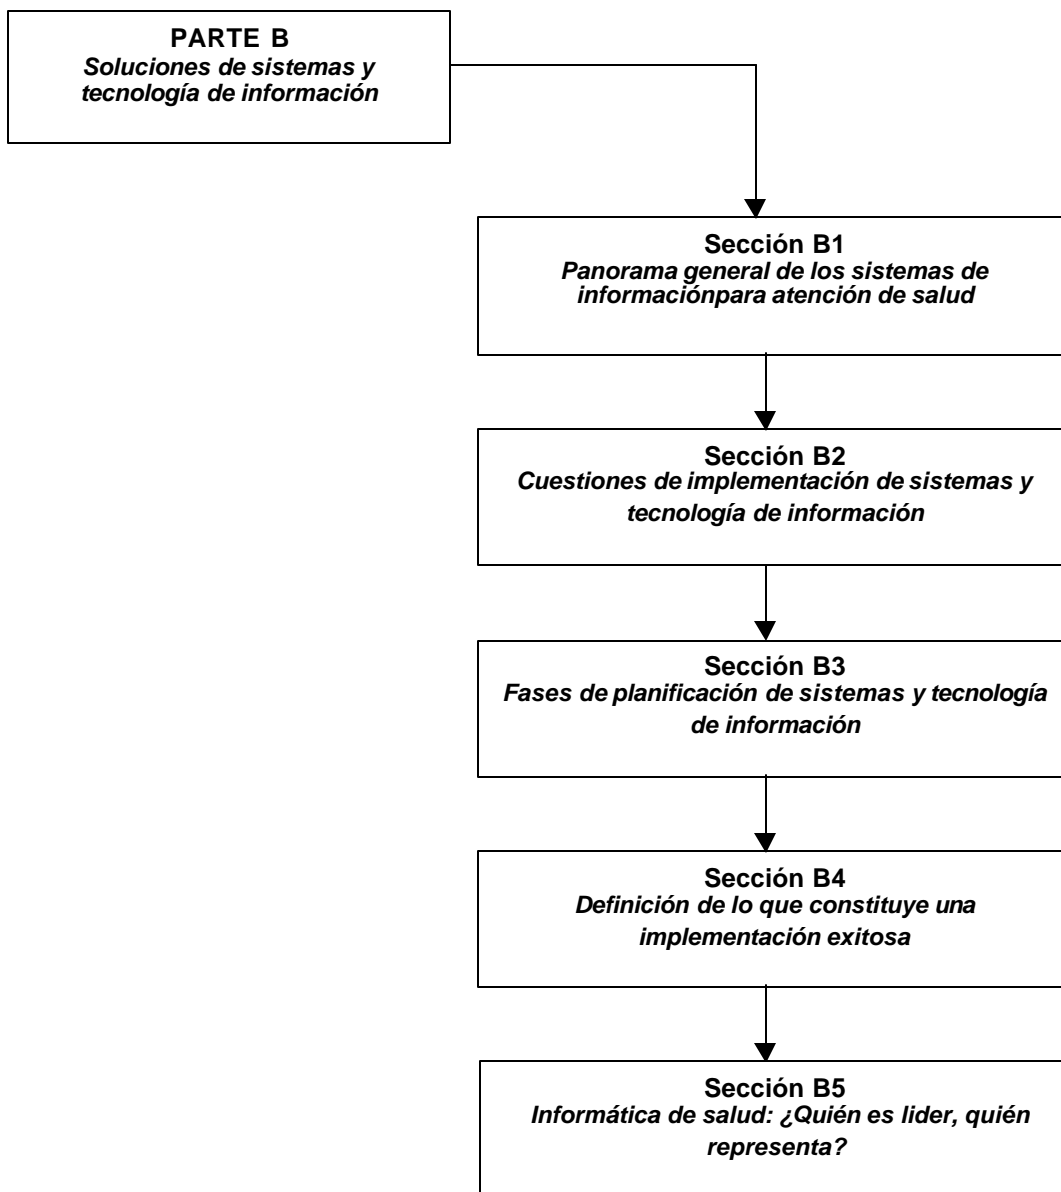 PARTE B
Soluciones de sistemas y
tecnología de información
Sección B1
Panorama general de los sistemas de
informaciónpara atención de salud
Sección B2
Cuestiones de implementación de sistemas y
tecnología de información
Sección B3
Fases de planificación de sistemas y tecnología
de información
Sección B4
Definición de lo que constituye una
implementación exitosa
Sección B5
Informática de salud: ¿Quién es lider, quién
representa?